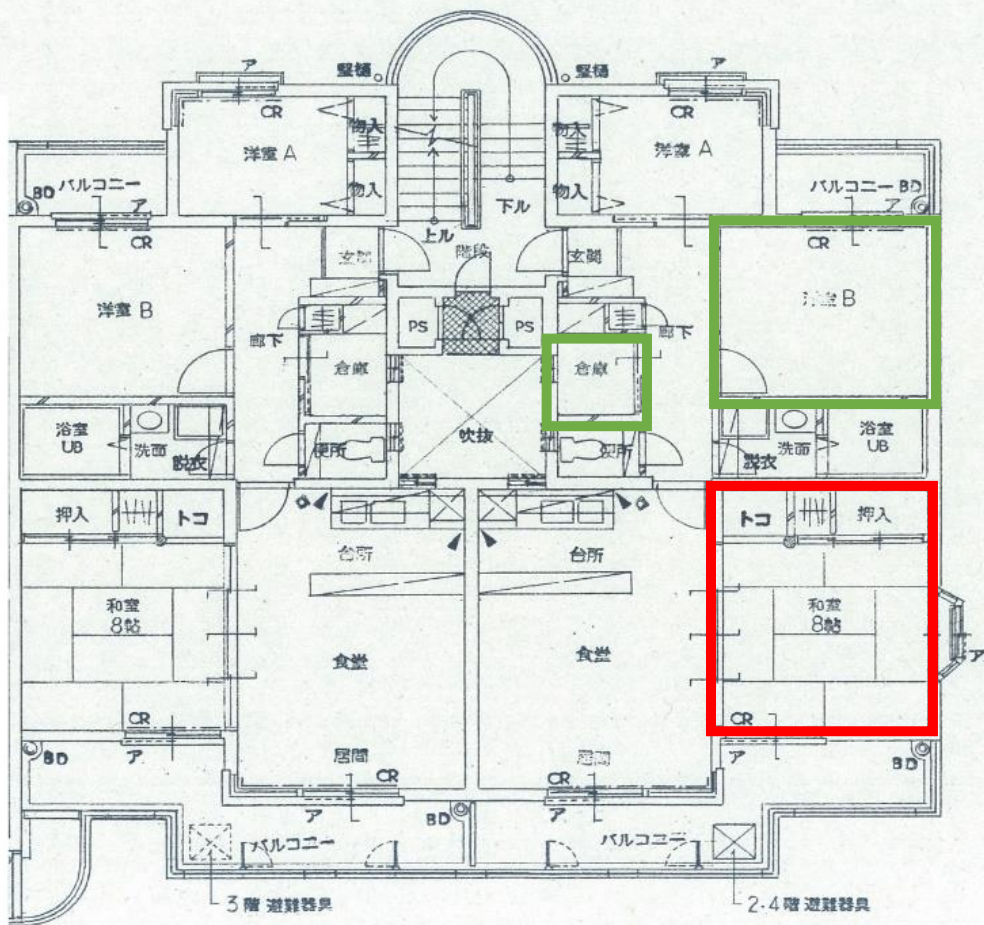 ア
竪樋
竪樋
ア
CR
物入
物入
CR
洋室 A
洋室 A
物入
物入
バルコニー
BD
ア
CR
バルコニー
BD
ア
CR
上ル
下ル
玄関
階段
玄関
洋室 B
洋室 B
PS
PS
廊下
廊下
倉庫
倉庫
浴室
UB
洗面
脱衣
便所
吹抜
便所
脱衣
洗面
浴室
UB
押入
トコ
トコ
押入
台所
台所
和室
8帖
和室
8帖
食堂
食堂
ア
CR
CR
BD
ア
居間
居間
ア
BD
CR
CR
ア
BD
ア
バルコニー
バルコニー
3階 避難器具
2・4階 避難器具